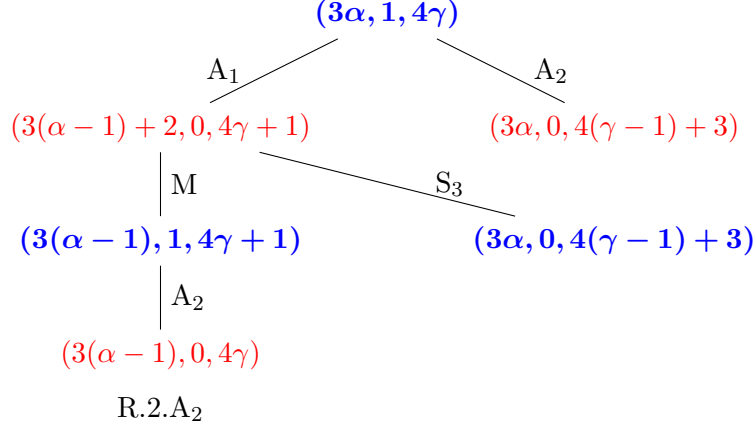 (3α, 1, 4γ)
A₁ A₂
(3(α − 1) + 2, 0, 4γ + 1) (3α, 0, 4(γ − 1) + 3)
M S₃
(3(α − 1), 1, 4γ + 1) (3α, 0, 4(γ − 1) + 3)
A₂
(3(α − 1), 0, 4γ)
R.2.A₂